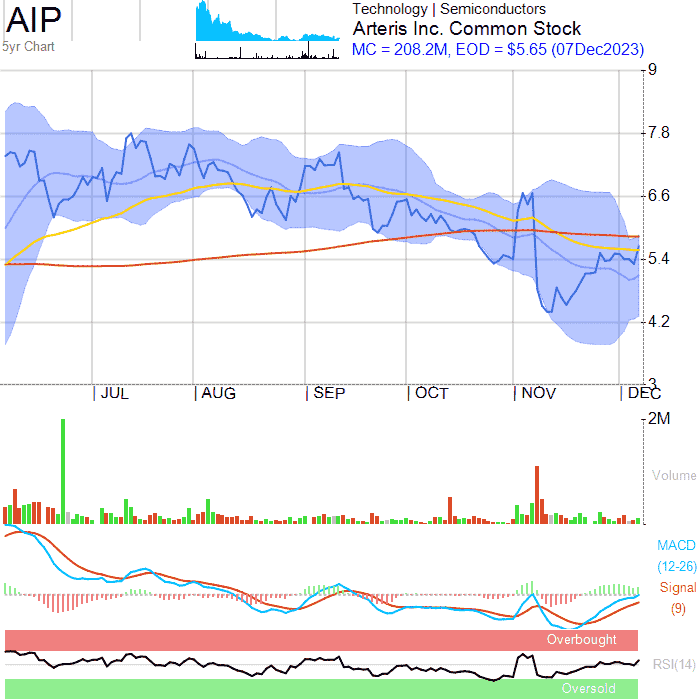 AIP
5yr Chart
Technology | Semiconductors
Arteris Inc. Common Stock
MC = 208.2M, EOD = $5.65 (07Dec2023)
9
7.8
6.6
5.4
4.2
3
JUL AUG SEP OCT NOV DEC
2M
Volume
MACD
(12-26)
Signal
(9)
Overbought
RSI(14)
Oversold